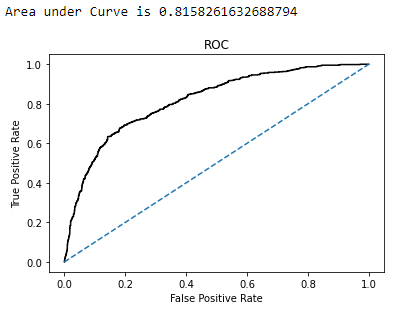 Area under Curve is 0.8158261632688794
ROC
1.0
0.8
0.6
0.4
0.2
0.0
True Positive Rate
0.0 0.2 0.4 0.6 0.8 1.0
False Positive Rate